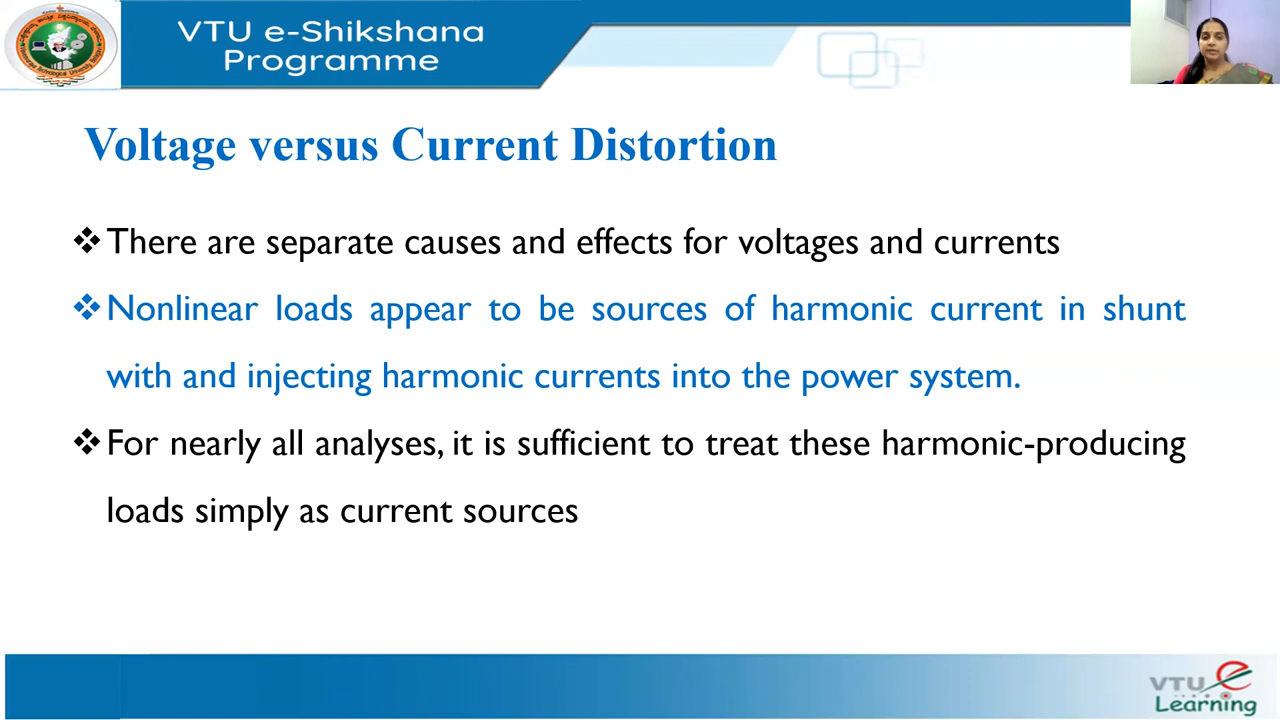 VTU e-Shikshana
Programme
Voltage versus Current Distortion
❖There are separate causes and effects for voltages and currents
❖Nonlinear loads appear to be sources of harmonic current in shunt
with and injecting harmonic currents into the power system.
❖For nearly all analyses, it is sufficient to treat these harmonic-producing
loads simply as current sources
VTU e
Learning